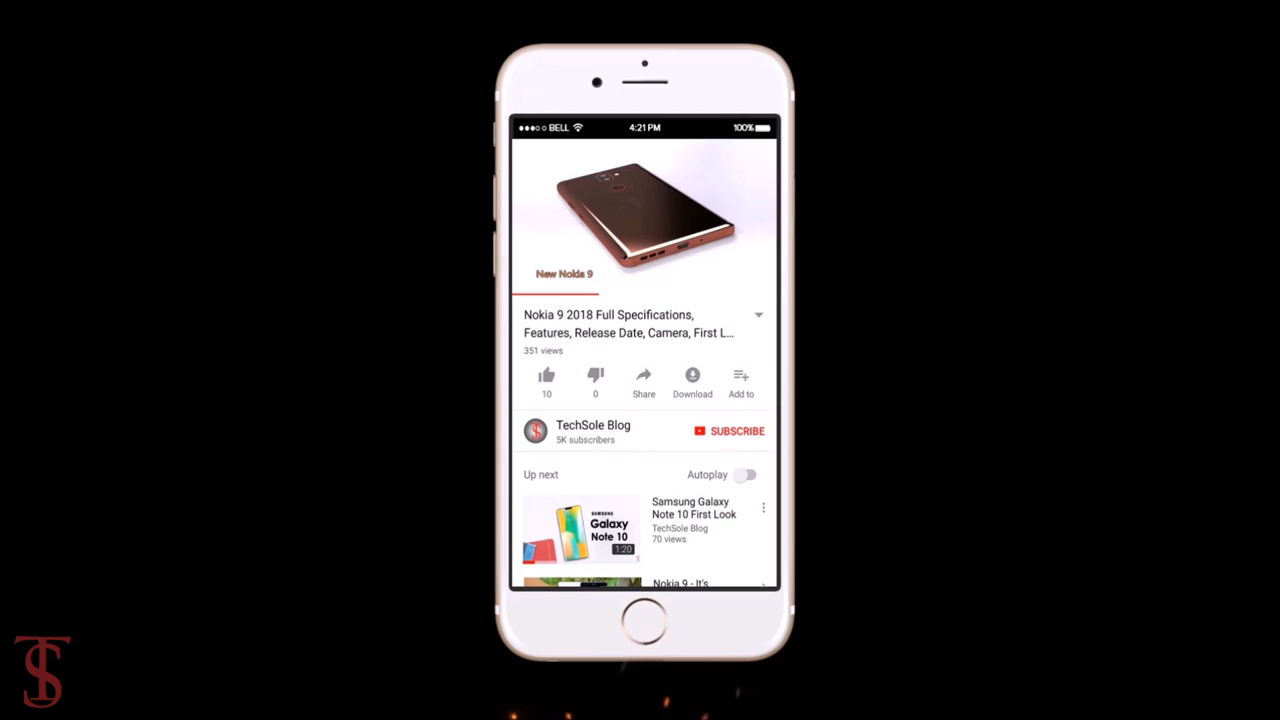 BELL
4:21 PM
100%
New Nokia 9
Nokia 9 2018 Full Specifications,
Features, Release Date, Camera, First L...
351 views
10
0
Share
Download
Add to
TechSole Blog
5K subscribers
SUBSCRIBE
Up next
Autoplay
SAMSUNG
Galaxy
Note 10
1:20
Samsung Galaxy
Note 10 First Look
TechSole Blog
70 views
Nokia 9 - It's
TS